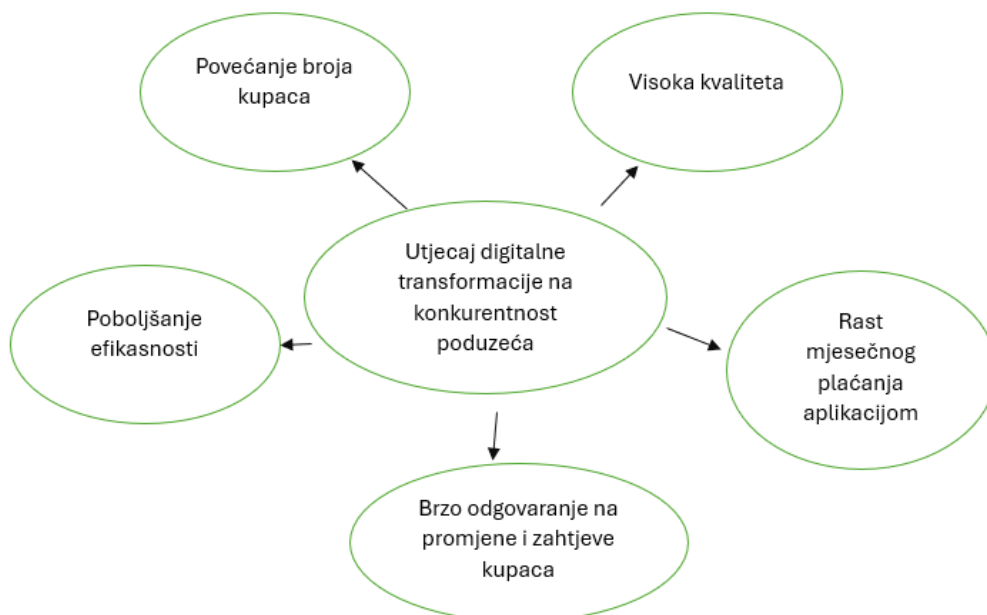 Povećanje broja
kupaca
Visoka kvaliteta
Utjecaj digitalne
transformacije na
konkurentnost
poduzeća
Poboljšanje
efikasnosti
Rast
mjesečnog
plaćanja
aplikacijom
Brzo odgovaranje na
promjene i zahtjeve
kupaca